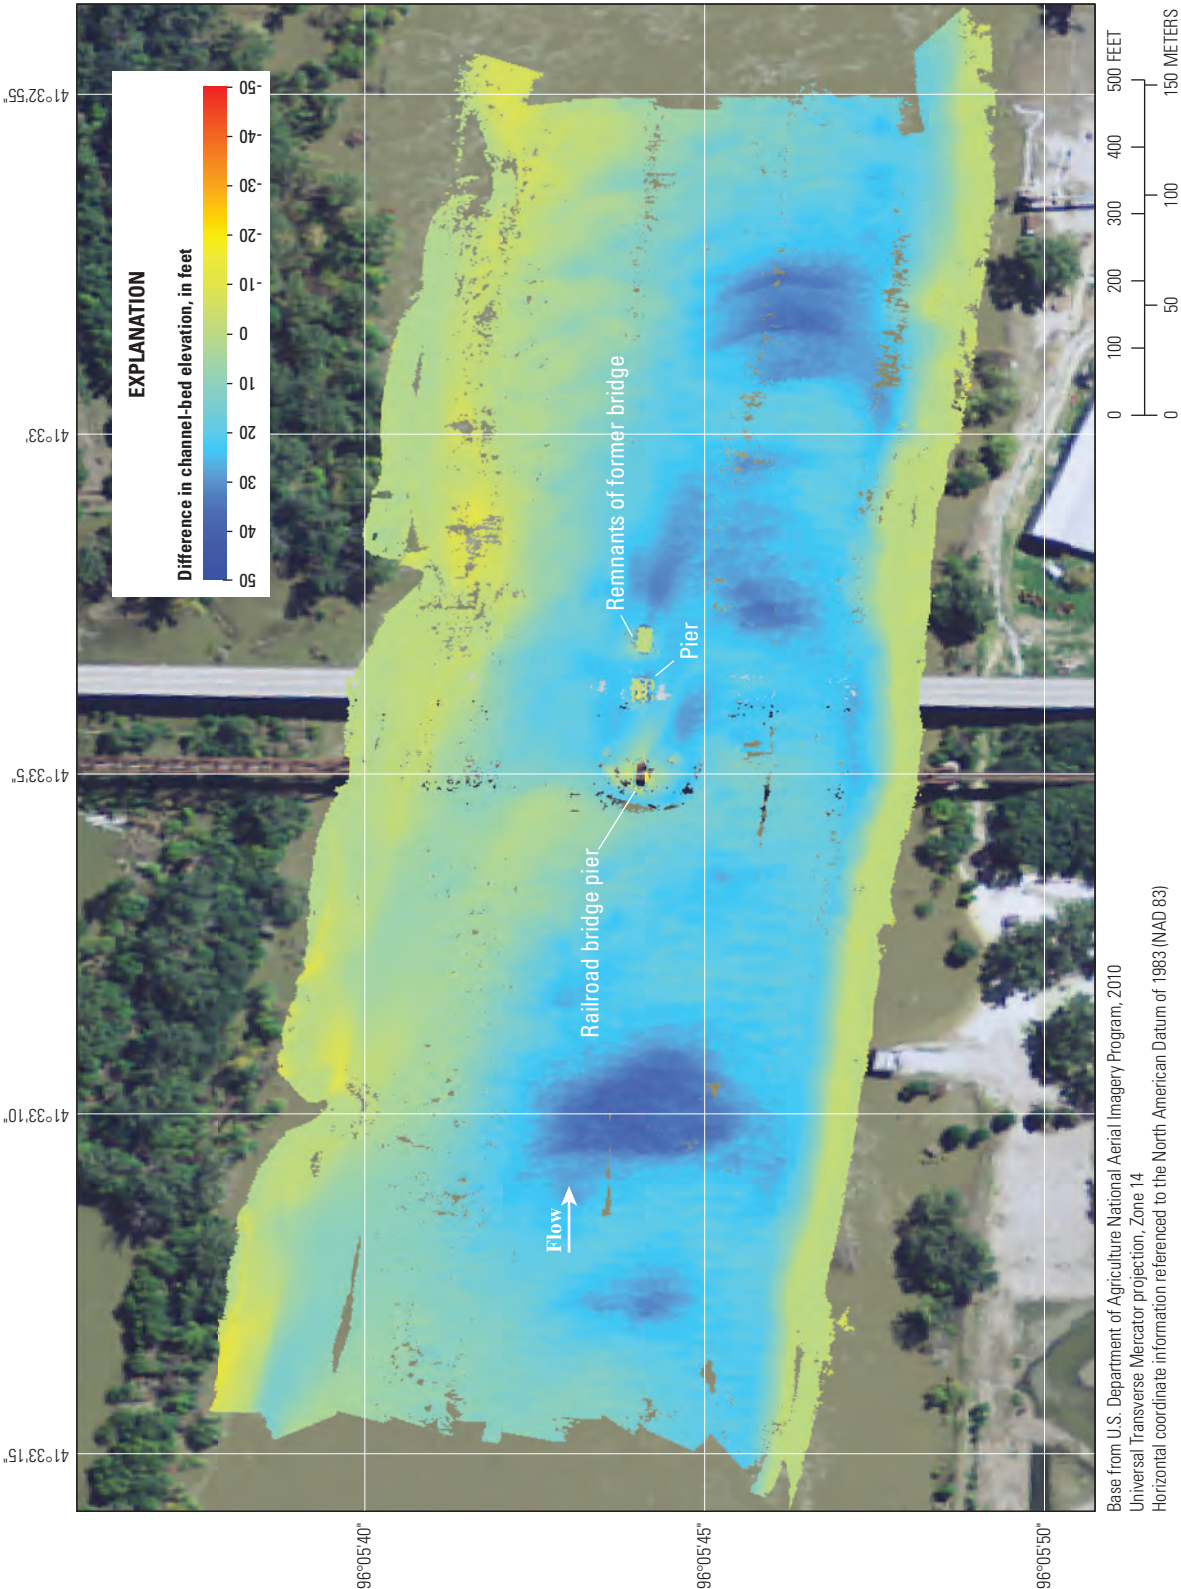 EXPLANATION
Difference in channel-bed elevation, in feet
50 40 30 20 10 0 -10 -20 -30 -40 -50
41°33'15" 41°33'10" 41°33'5" 41°33' 41°32'55"
96°05'40"
96°05'45"
96°05'50"
Flow
Railroad bridge pier
Pier
Remnants of former bridge
Base from U.S. Department of Agriculture National Aerial Imagery Program, 2010
Universal Transverse Mercator projection, Zone 14
Horizontal coordinate information referenced to the North American Datum of 1983 (NAD 83)
0 100 200 300 400 500 FEET
0 50 100 150 METERS